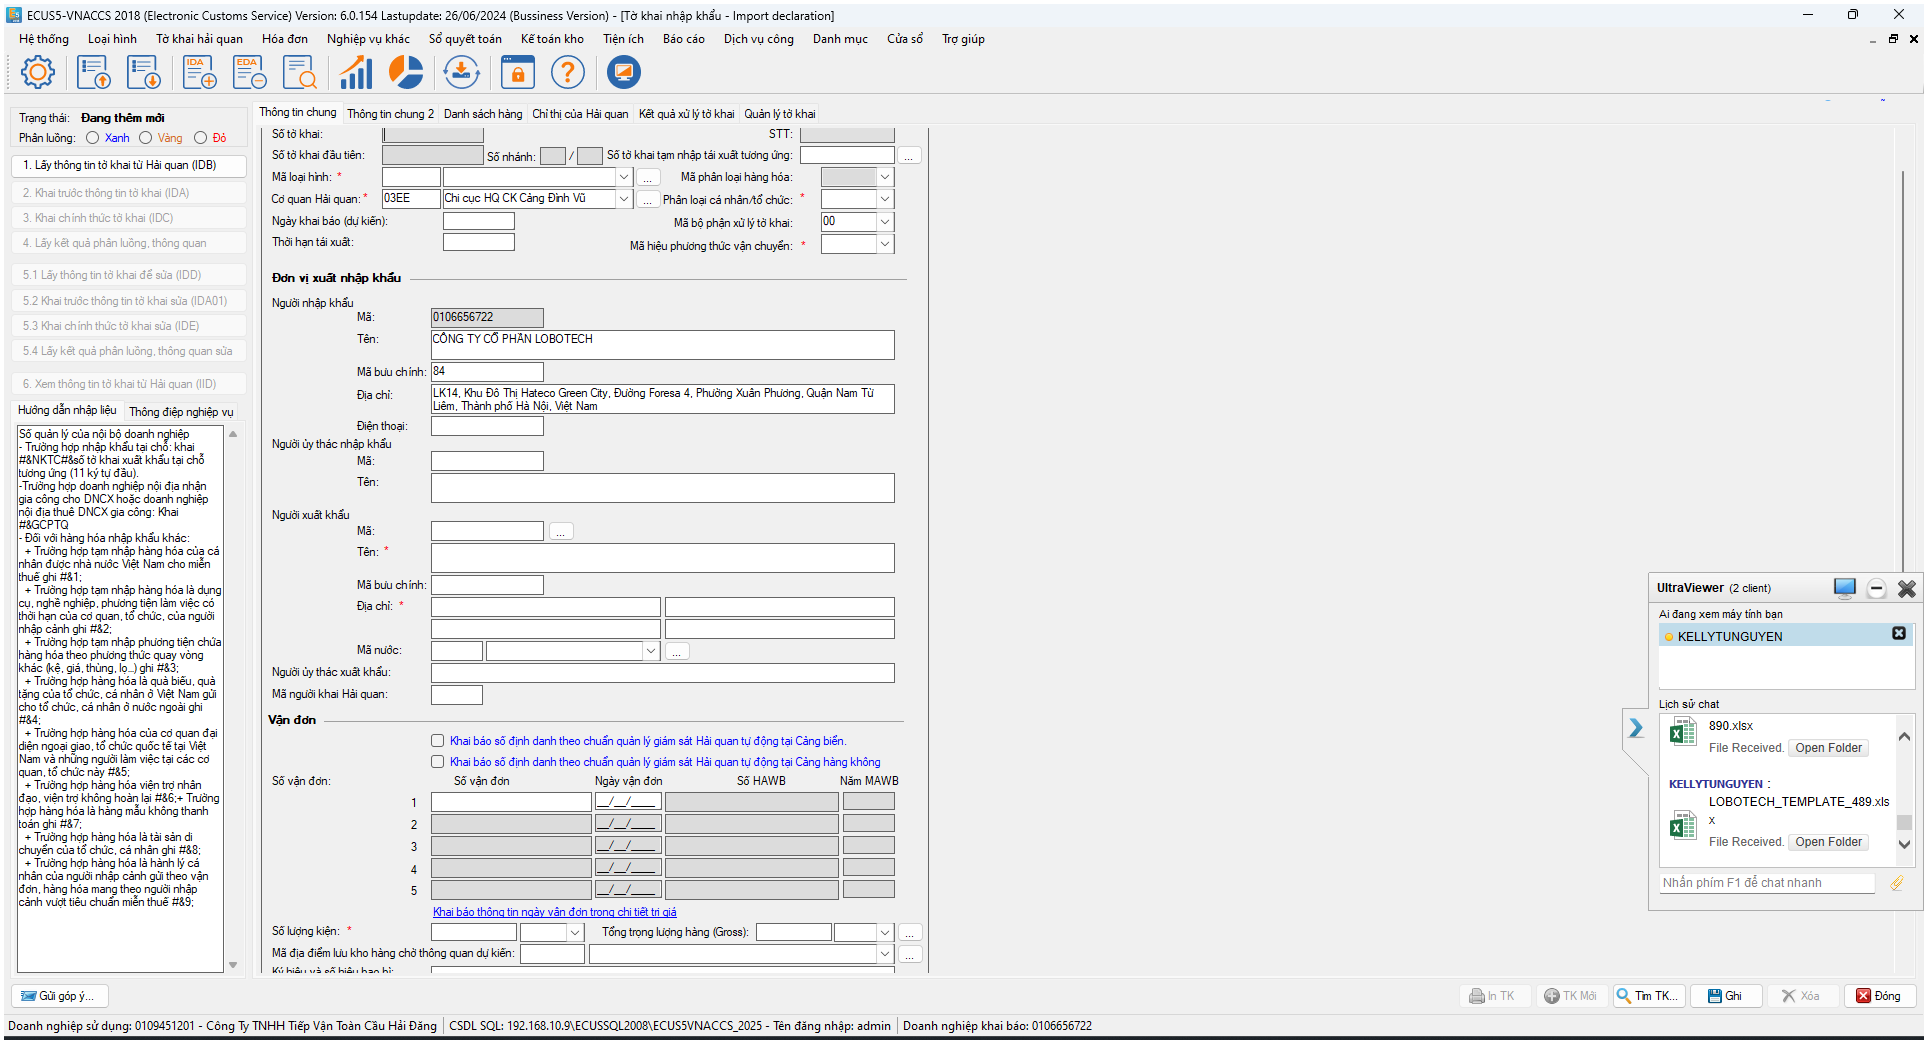 ECUS5-VNACCS 2018 (Electronic Customs Service) Version: 6.0.154 Lastupdate: 26/06/2024 (Bussiness Version) - [Tờ khai nhập khẩu - Import declaration]
Hệ thống Loại hình Tờ khai hải quan Hóa đơn Nghiệp vụ khác Sổ quyết toán Kế toán kho Tiện ích Báo cáo Dịch vụ công Danh mục Cửa sổ Trợ giúp
IDA EDA
Trạng thái: Đang thêm mới
Phân luồng: Xanh Vàng Đỏ
1. Lấy thông tin tờ khai từ Hải quan (IDB)
2. Khai trước thông tin tờ khai (IDA)
3. Khai chính thức tờ khai (IDC)
4. Lấy kết quả phân luồng, thông quan
5.1 Lấy thông tin tờ khai để sửa (IDD)
5.2 Khai trước thông tin tờ khai sửa (IDA01)
5.3 Khai chính thức tờ khai sửa (IDE)
5.4 Lấy kết quả phân luồng, thông quan sửa
6. Xem thông tin tờ khai từ Hải quan (IID)
Hướng dẫn nhập liệu Thông điệp nghiệp vụ
Số quản lý của nội bộ doanh nghiệp
- Trường hợp nhập khẩu tại chỗ: khai
#&NKTC#&số tờ khai xuất khẩu tại chỗ
tương ứng (11 ký tự đầu).
-Trường hợp doanh nghiệp nội địa nhận
gia công cho DNCX hoặc doanh nghiệp
nội địa thuê DNCX gia công: Khai
#&GCPTQ
- Đối với hàng hóa nhập khẩu khác:
+ Trường hợp tạm nhập hàng hóa của cá
nhân được nhà nước Việt Nam cho miễn
thuế ghi #&1;
+ Trường hợp tạm nhập hàng hóa là dụng
cụ, nghề nghiệp, phương tiện làm việc có
thời hạn của cơ quan, tổ chức, của người
nhập cảnh ghi #&2;
+ Trường hợp tạm nhập phương tiện chứa
hàng hóa theo phương thức quay vòng
khác (kệ, giá, thùng, lọ...) ghi #&3;
+ Trường hợp hàng hóa là quà biếu, quà
tặng của tổ chức, cá nhân ở Việt Nam gửi
cho tổ chức, cá nhân ở nước ngoài ghi
#&4;
+ Trường hợp hàng hóa của cơ quan đại
diện ngoại giao, tổ chức quốc tế tại Việt
Nam và những người làm việc tại các cơ
quan, tổ chức này #&5;
+ Trường hợp hàng hóa viện trợ nhân
đạo, viện trợ không hoàn lại #&6;+ Trường
hợp hàng hóa là hàng mẫu không thanh
toán ghi #&7;
+ Trường hợp hàng hóa là tài sản di
chuyển của tổ chức, cá nhân ghi #&8;
+ Trường hợp hàng hóa là hành lý cá
nhân của người nhập cảnh gửi theo vận
đơn, hàng hóa mang theo người nhập
cảnh vượt tiêu chuẩn miễn thuế #&9;
Thông tin chung Thông tin chung 2 Danh sách hàng Chỉ thị của Hải quan Kết quả xử lý tờ khai Quản lý tờ khai
Số tờ khai: STT:
Số tờ khai đầu tiên: Số nhánh: / Số tờ khai tạm nhập tái xuất tương ứng: ...
Mã loại hình: * ... Mã phân loại hàng hóa:
Cơ quan Hải quan: * 03EE Chi cục HQ CK Cảng Đình Vũ ... Phân loại cá nhân/tổ chức: *
Ngày khai báo (dự kiến): Mã bộ phận xử lý tờ khai: 00
Thời hạn tái xuất: Mã hiệu phương thức vận chuyển: *
Đơn vị xuất nhập khẩu
Người nhập khẩu
Mã: 0106656722
Tên: CÔNG TY CỔ PHẦN LOBOTECH
Mã bưu chính: 84
Địa chỉ: LK14, Khu Đô Thị Hateco Green City, Đường Foresa 4, Phường Xuân Phương, Quận Nam Từ
Liêm, Thành phố Hà Nội, Việt Nam
Điện thoại:
Người ủy thác nhập khẩu
Mã:
Tên:
Người xuất khẩu
Mã: ...
Tên: *
Mã bưu chính:
Địa chỉ: *
Mã nước: ...
Người ủy thác xuất khẩu:
Mã người khai Hải quan:
Vận đơn
Khai báo số định danh theo chuẩn quản lý giám sát Hải quan tự động tại Cảng biển.
Khai báo số định danh theo chuẩn quản lý giám sát Hải quan tự động tại Cảng hàng không
Số vận đơn: Số vận đơn Ngày vận đơn Số HAWB Năm MAWB
1 __/__/____
2 __/__/____
3 __/__/____
4 __/__/____
5 __/__/____
Khai báo thông tin ngày vận đơn trong chi tiết trị giá
Số lượng kiện: * Tổng trọng lượng hàng (Gross): ...
Mã địa điểm lưu kho hàng chờ thông quan dự kiến: ...
Ký hiệu và số hiệu bao bì:
UltraViewer (2 client)
Ai đang xem máy tính bạn
KELLYTUNGUYEN
Lịch sử chat
890.xlsx
File Received. Open Folder
KELLYTUNGUYEN :
LOBOTECH_TEMPLATE_489.xls
x
File Received. Open Folder
Nhấn phím F1 để chat nhanh
Gửi góp ý... In TK TK Mới Tìm TK... Ghi Xóa Đóng
Doanh nghiệp sử dụng: 0109451201 - Công Ty TNHH Tiếp Vận Toàn Cầu Hải Đăng CSDL SQL: 192.168.10.9\ECUSSQL2008\ECUS5VNACCS_2025 - Tên đăng nhập: admin Doanh nghiệp khai báo: 0106656722